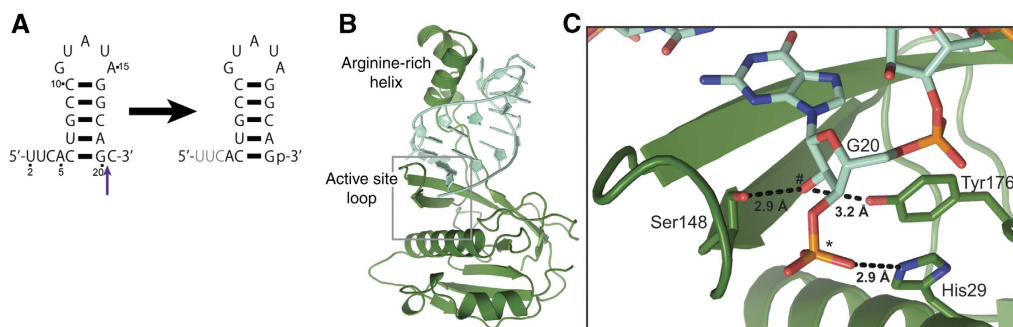 A
U A U
G A•15
10• C G
C G
G C
U A
5′-UUCAC GC-3′
2 5 20
U A U
G A
C G
C G
G C
U A
5′-UUCAC Gp-3′
B
Arginine-rich
helix
Active site
loop
C
G20
#
Tyr176
Ser148
2.9 Å
3.2 Å
*
2.9 Å
His29